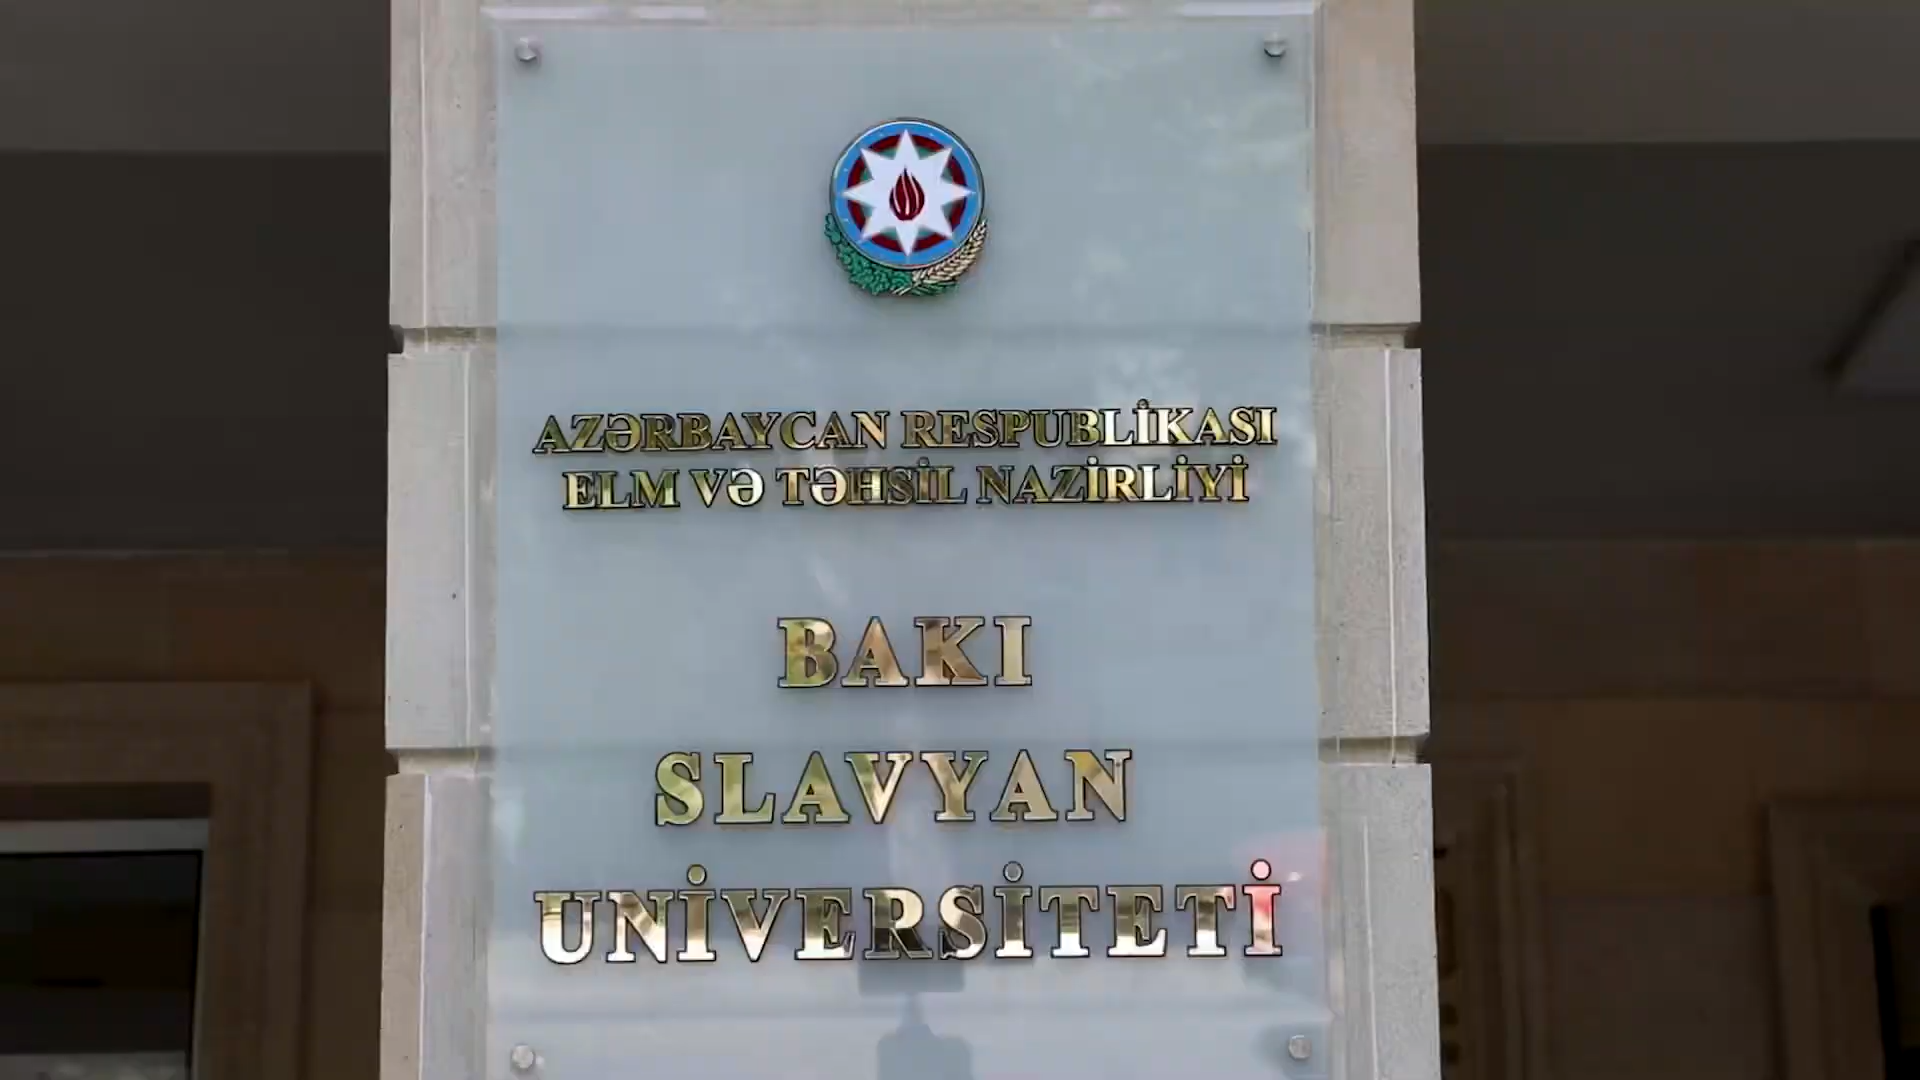 AZƏRBAYCAN RESPUBLİKASI
ELM VƏ TƏHSİL NAZİRLİYİ
BAKI
SLAVYAN
UNİVERSİTETİ